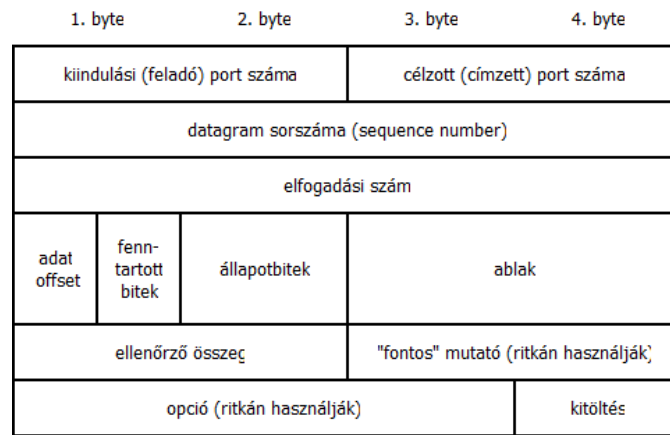 1. byte 2. byte 3. byte 4. byte
kiindulási (feladó) port száma
célzott (címzett) port száma
datagram sorszáma (sequence number)
elfogadási szám
adat
offset
fenn-
tartott
bitek
állapotbitek
ablak
ellenőrző összeg
"fontos" mutató (ritkán használják)
opció (ritkán használják)
kitöltés